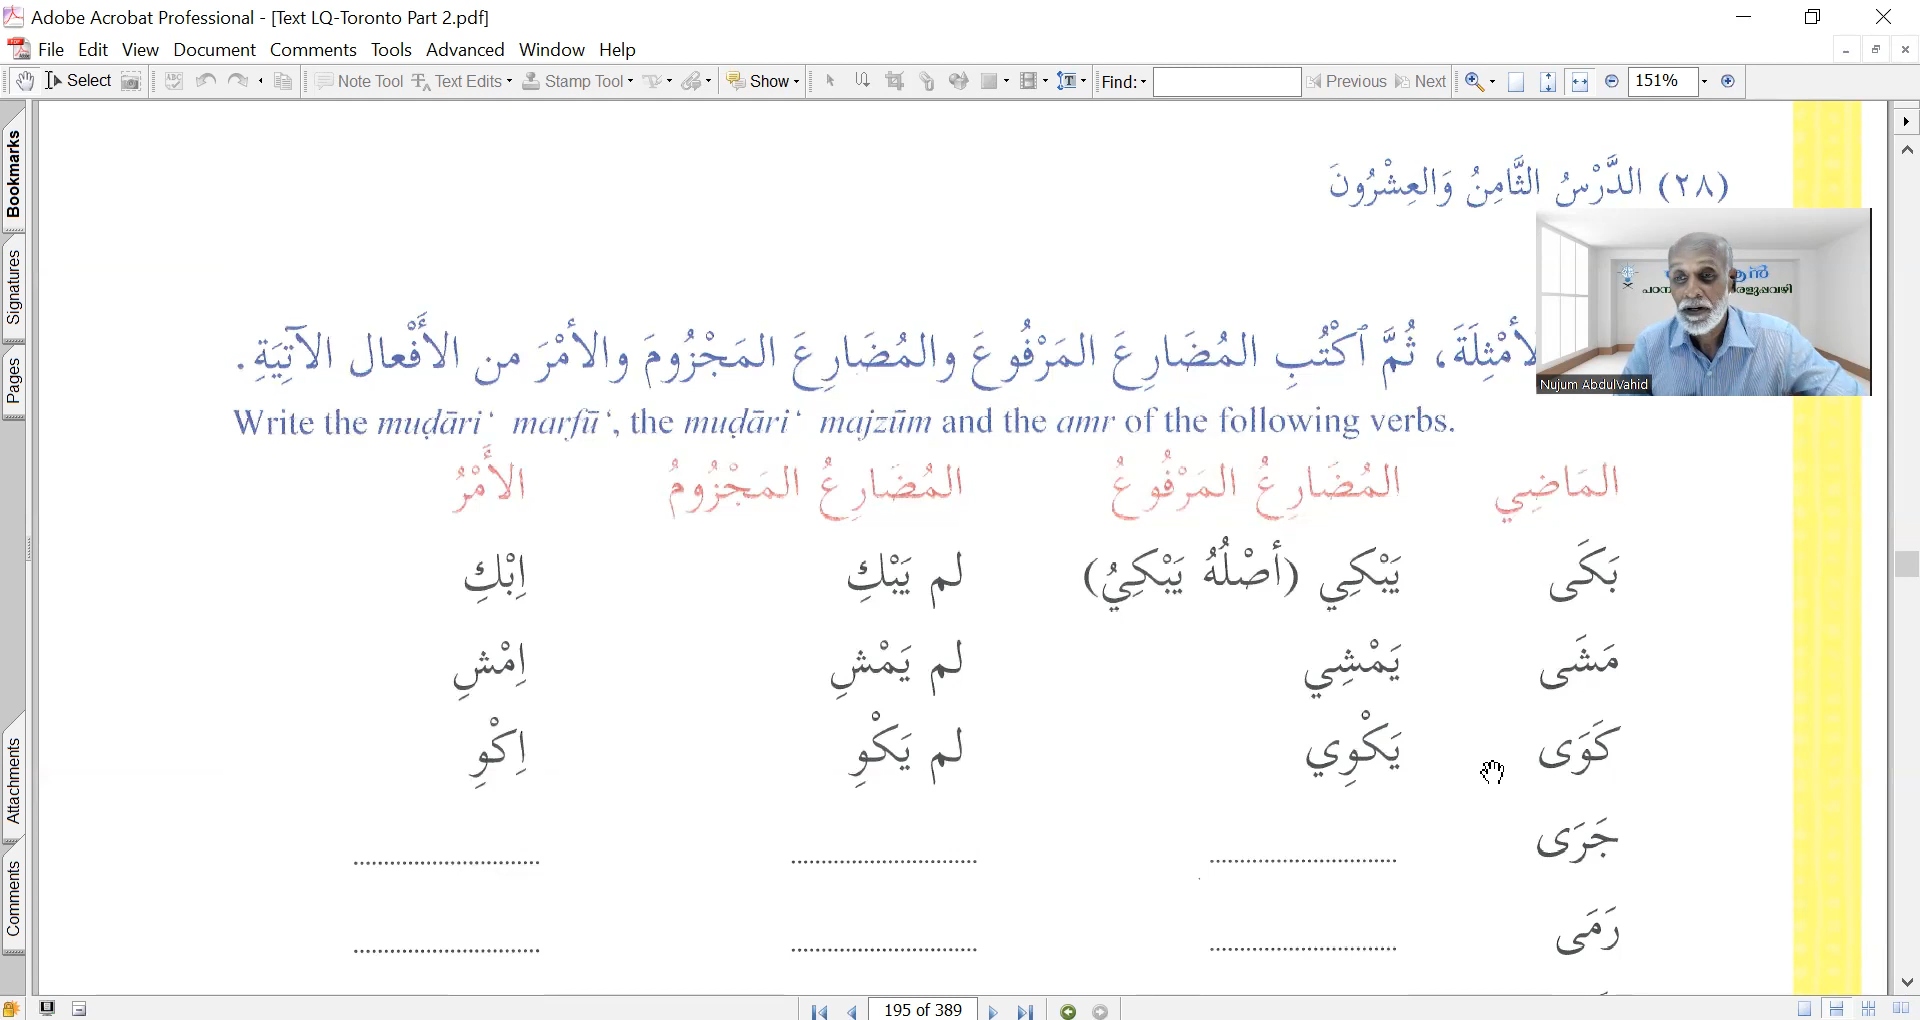 Adobe Acrobat Professional - [Text LQ-Toronto Part 2.pdf]
File Edit View Document Comments Tools Advanced Window Help
Select Note Tool Text Edits Stamp Tool Show Find: Previous Next 151%
Bookmarks
Signatures
Pages
Attachments
Comments
(٢٨) الدَّرْسُ الثَّامِنُ وَالعِشْرُونَ
Nujum AbdulVahid
الأَمْثِلَةَ، ثُمَّ ٱكْتُبِ المُضَارِعَ المَرْفُوعَ والمُضَارِعَ المَجْزُومَ والأَمْرَ من الأَفْعال الآتِيَةِ.
Write the muḍāri‘ marfū‘, the muḍāri‘ majzūm and the amr of the following verbs.
المَاضِي المُضَارِعُ المَرْفُوعُ المُضَارِعُ المَجْزُومُ الأَمْرُ
بَكَى يَبْكِي (أَصْلُهُ يَبْكِيُ) لم يَبْكِ اِبْكِ
مَشَى يَمْشِي لم يَمْشِ اِمْشِ
كَوَى يَكْوِي لم يَكْوِ اِكْوِ
جَرَى .............................. .............................. ..............................
رَمَى .............................. .............................. ..............................
195 of 389